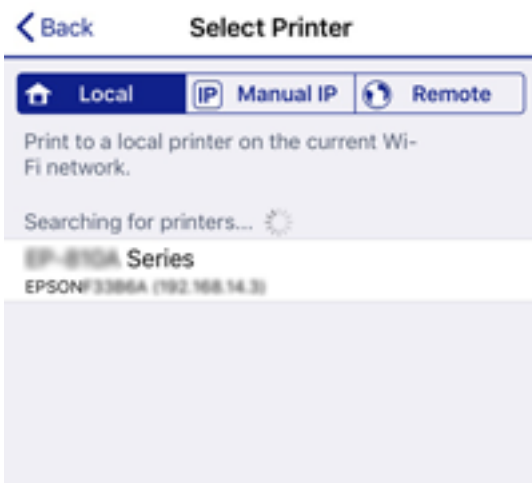 Back
Select Printer
Local
IP Manual IP
Remote
Print to a local printer on the current Wi-
Fi network.
Searching for printers...
Series
EPSON